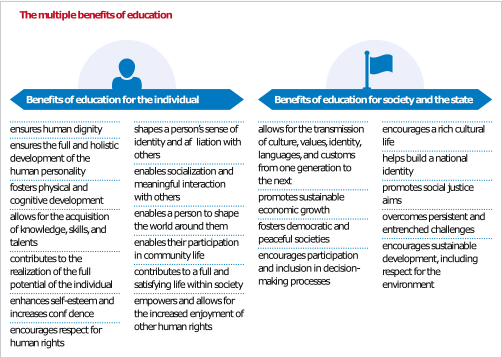 The multiple benefits of education
Benefits of education for the individual
ensures human dignity
ensures the full and holistic
development of the
human personality
fosters physical and
cognitive development
allows for the acquisition
of knowledge, skills, and
talents
contributes to the
realization of the full
potential of the individual
enhances self-esteem and
increases conf dence
encourages respect for
human rights
shapes a person's sense of
identity and af liation with
others
enables socialization and
meaningful interaction
with others
enables a person to shape
the world around them
enables their participation
in community life
contributes to a full and
satisfying life within society
empowers and allows for
the increased enjoyment of
other human rights
Benefits of education for society and the state
allows for the transmission
of culture, values, identity,
languages, and customs
from one generation to
the next
promotes sustainable
economic growth
fosters democratic and
peaceful societies
encourages participation
and inclusion in decision-
making processes
encourages a rich cultural
life
helps build a national
identity
promotes social justice
aims
overcomes persistent and
entrenched challenges
encourages sustainable
development, including
respect for the
environment